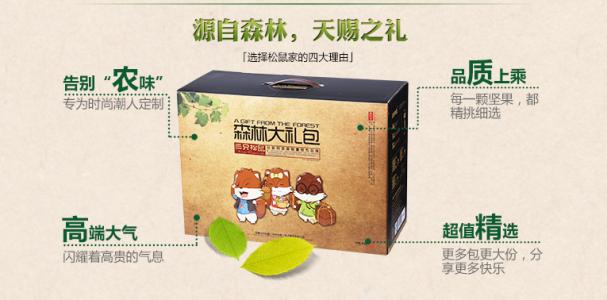 源自森林，天赐之礼
「选择松鼠家的四大理由」
告别“农味”
专为时尚潮人定制
品质上乘
每一颗坚果，都
精挑细选
A GIFT FROM THE FOREST
森林大礼包
三只松鼠
高端大气
闪耀着高贵的气息
超值精选
更多包更大份，分
享更多快乐